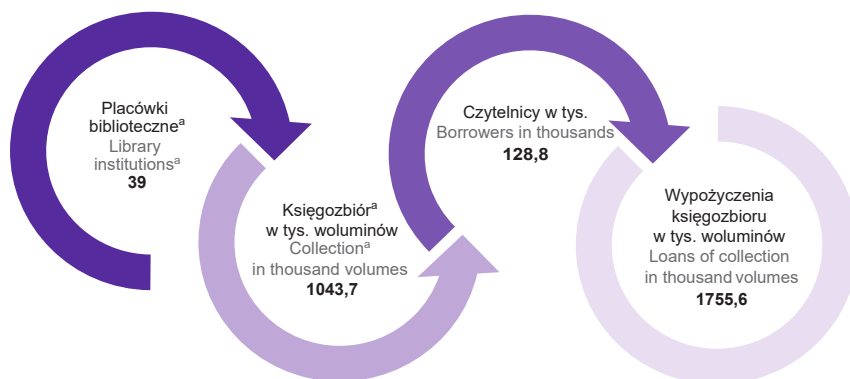 Placówki
biblioteczneᵃ
Library
institutionsᵃ
39
Księgozbiórᵃ
w tys. woluminów
Collectionᵃ
in thousand volumes
1043,7
Czytelnicy w tys.
Borrowers in thousands
128,8
Wypożyczenia
księgozbioru
w tys. woluminów
Loans of collection
in thousand volumes
1755,6